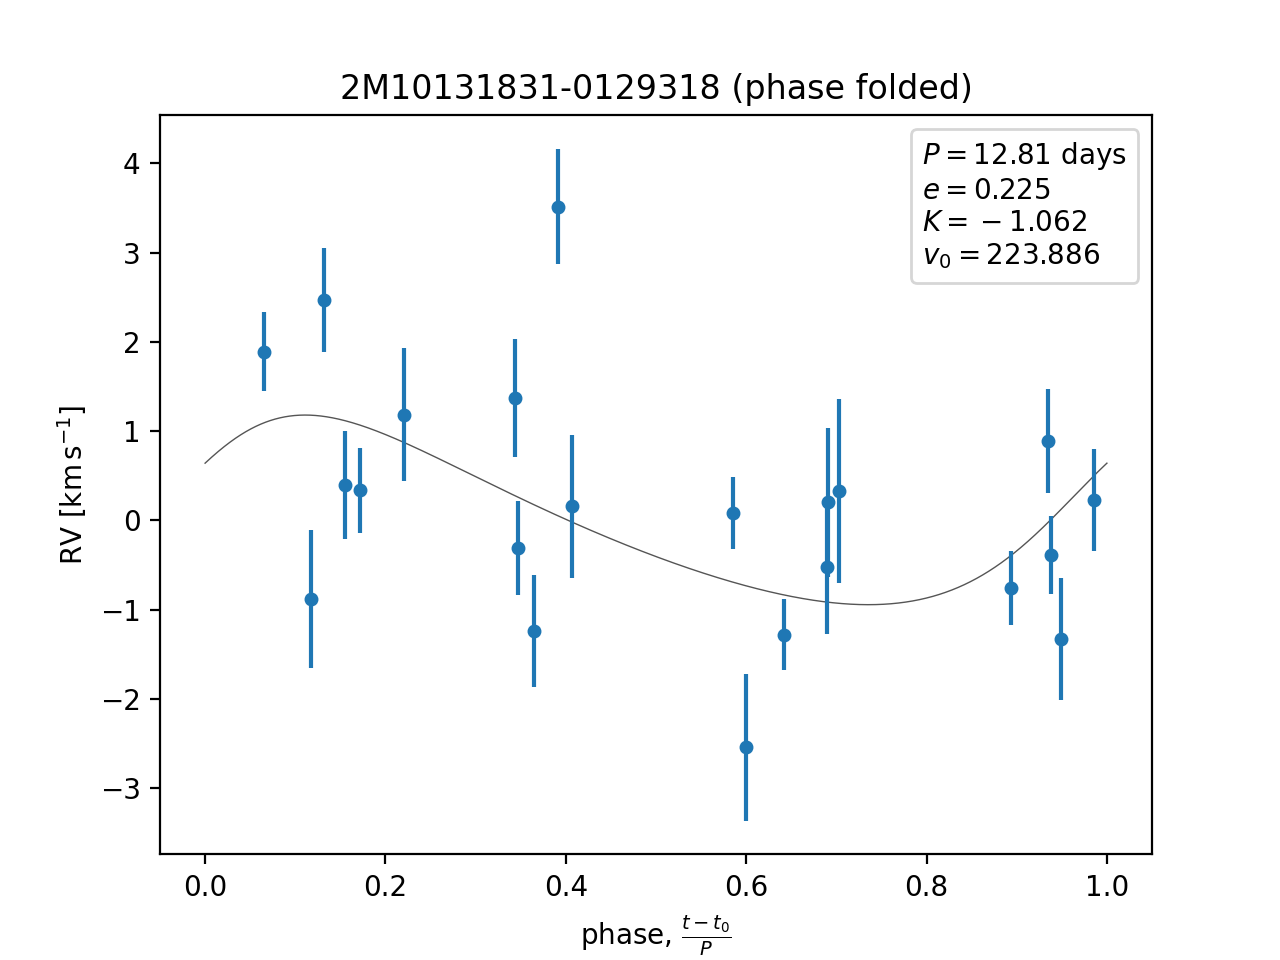 2M10131831-0129318 (phase folded)
P = 12.81 days
e = 0.225
K = −1.062
v₀ = 223.886
RV [km s⁻¹]
4
3
2
1
0
−1
−2
−3
0.0 0.2 0.4 0.6 0.8 1.0
phase, (t − t₀)/P